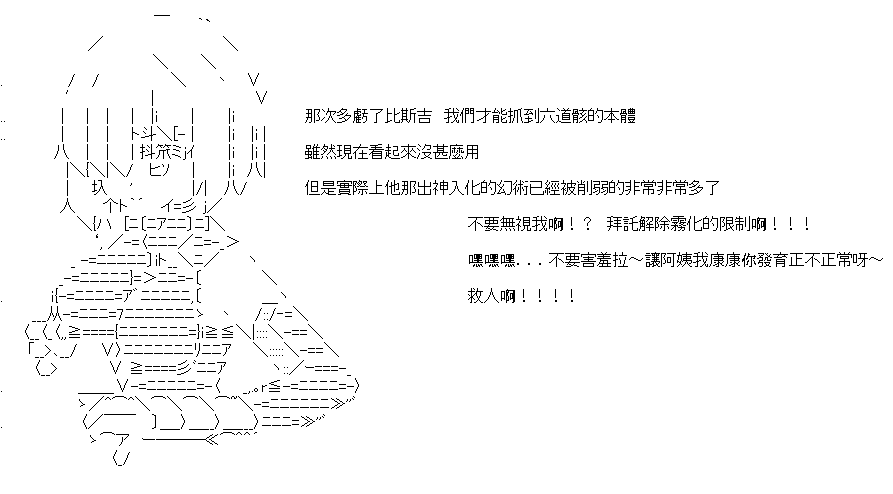 那次多虧了比斯吉　我們才能抓到六道骸的本體
雖然現在看起來沒甚麼用
但是實際上他那出神入化的幻術已經被削弱的非常非常多了
不要無視我啊！？　拜託解除霧化的限制啊！！！
嘿嘿嘿...不要害羞拉～讓阿姨我康康你發育正不正常呀～
救人啊！！！！